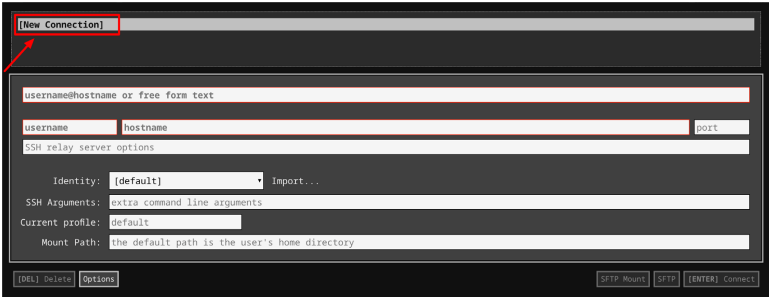 [New Connection]
username@hostname or free form text
username hostname port
SSH relay server options
Identity: [default] Import...
SSH Arguments: extra command line arguments
Current profile: default
Mount Path: the default path is the user's home directory
[DEL] Delete Options SFTP Mount SFTP [ENTER] Connect